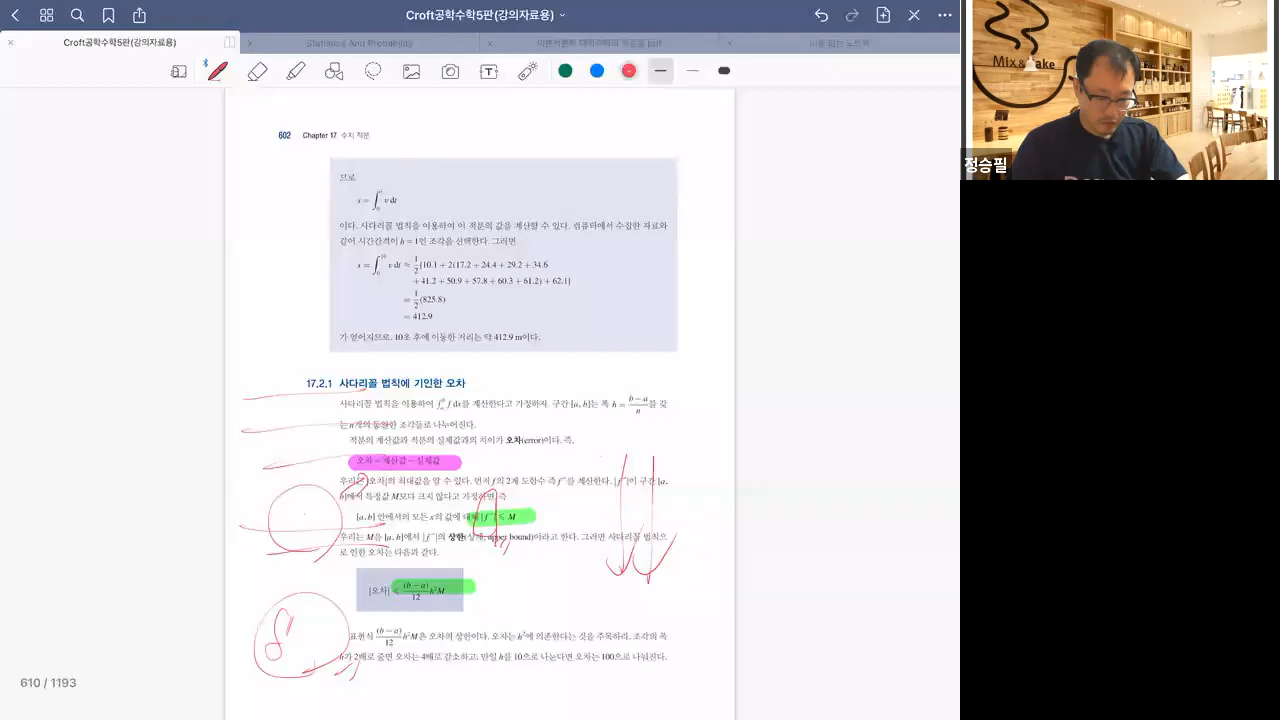 Croft공학수학5판(강의자료용)
Croft공학수학5판(강의자료용)
Statistics And Probability
602 Chapter 17 수치 적분
므로
s = ∫ v dt
이다. 사다리꼴 법칙을 이용하여 이 적분의 값을 계산할 수 있다. 컴퓨터에서 수집한 자료와
같이 시간간격이 h = 1인 조각을 선택한다. 그러면
s = ∫₀¹⁰ v dt ≈ 1/2 {10.1 + 2(17.2 + 24.4 + 29.2 + 34.6
+ 41.2 + 50.9 + 57.8 + 60.3 + 61.2) + 62.1}
= 1/2 (825.8)
= 412.9
가 얻어지므로, 10초 후에 이동한 거리는 약 412.9 m이다.
17.2.1 사다리꼴 법칙에 기인한 오차
사다리꼴 법칙을 이용하여 ∫ₐᵇ f dx를 계산한다고 가정하자. 구간 [a, b]는 폭 h = (b − a)/n 를 갖
는 n개의 동일한 조각들로 나누어진다.
적분의 계산값과 적분의 실제값과의 차이가 오차(error)이다. 즉,
오차 = 계산값 − 실제값
우리는 |오차|의 최대값을 알 수 있다. 먼저 f의 2계 도함수 즉 f″를 계산한다. |f″|이 구간 [a,
b]에서 특정값 M보다 크지 않다고 가정하면, 즉
[a, b] 안에서의 모든 x의 값에 대해 |f″| ≤ M
우리는 M을 [a, b]에서 |f″|의 상한(상계, upper bound)이라고 한다. 그러면 사다리꼴 법칙으
로 인한 오차는 다음과 같다.
|오차| ≤ (b − a)/12 h²M
표현식 (b − a)/12 h²M은 오차의 상한이다. 오차는 h²에 의존한다는 것을 주목하라. 조각의 폭
h가 2배로 줄면 오차는 4배로 감소하고, 만일 h를 10으로 나눈다면 오차는 100으로 나눠진다.
610 / 1193
Mix&
정승필